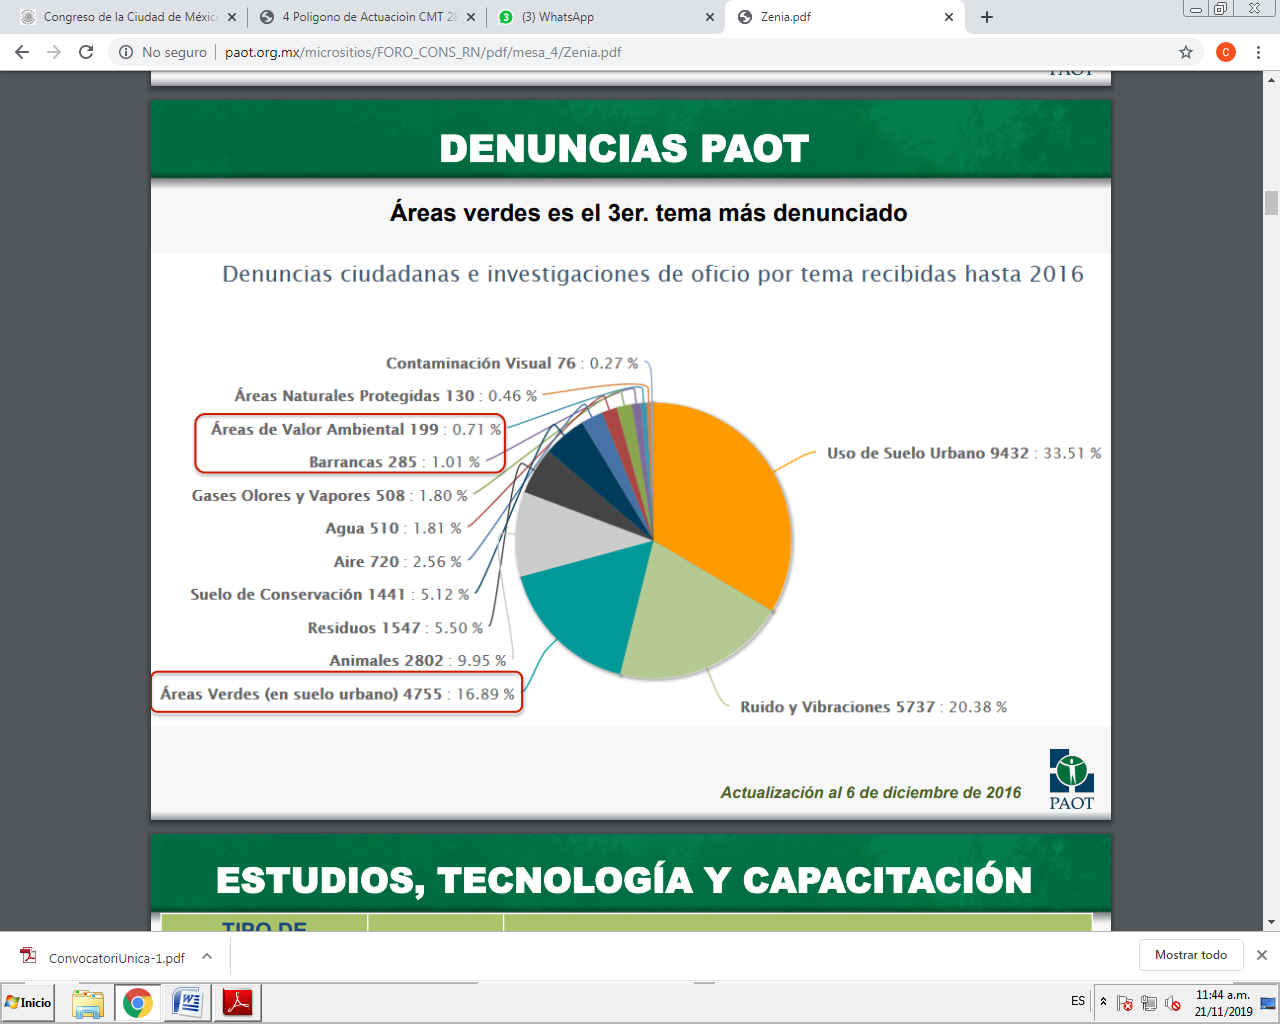 Congreso de la Ciudad de Méxic
4 Poligono de Actuacioìn CMT 28
(3) WhatsApp
Zenia.pdf
No seguro
paot.org.mx/micrositios/FORO_CONS_RN/pdf/mesa_4/Zenia.pdf
C
PAOT
DENUNCIAS PAOT
Áreas verdes es el 3er. tema más denunciado
Denuncias ciudadanas e investigaciones de oficio por tema recibidas hasta 2016
Contaminación Visual 76 : 0.27 %
Áreas Naturales Protegidas 130 : 0.46 %
Áreas de Valor Ambiental 199 : 0.71 %
Barrancas 285 : 1.01 %
Uso de Suelo Urbano 9432 : 33.51 %
Gases Olores y Vapores 508 : 1.80 %
Agua 510 : 1.81 %
Aire 720 : 2.56 %
Suelo de Conservación 1441 : 5.12 %
Residuos 1547 : 5.50 %
Animales 2802 : 9.95 %
Áreas Verdes (en suelo urbano) 4755 : 16.89 %
Ruido y Vibraciones 5737 : 20.38 %
Actualización al 6 de diciembre de 2016
PAOT
ESTUDIOS, TECNOLOGÍA Y CAPACITACIÓN
TIPO DE
ConvocatoriUnica-1.pdf
Mostrar todo
Inicio
ES
11:44 a.m.
21/11/2019